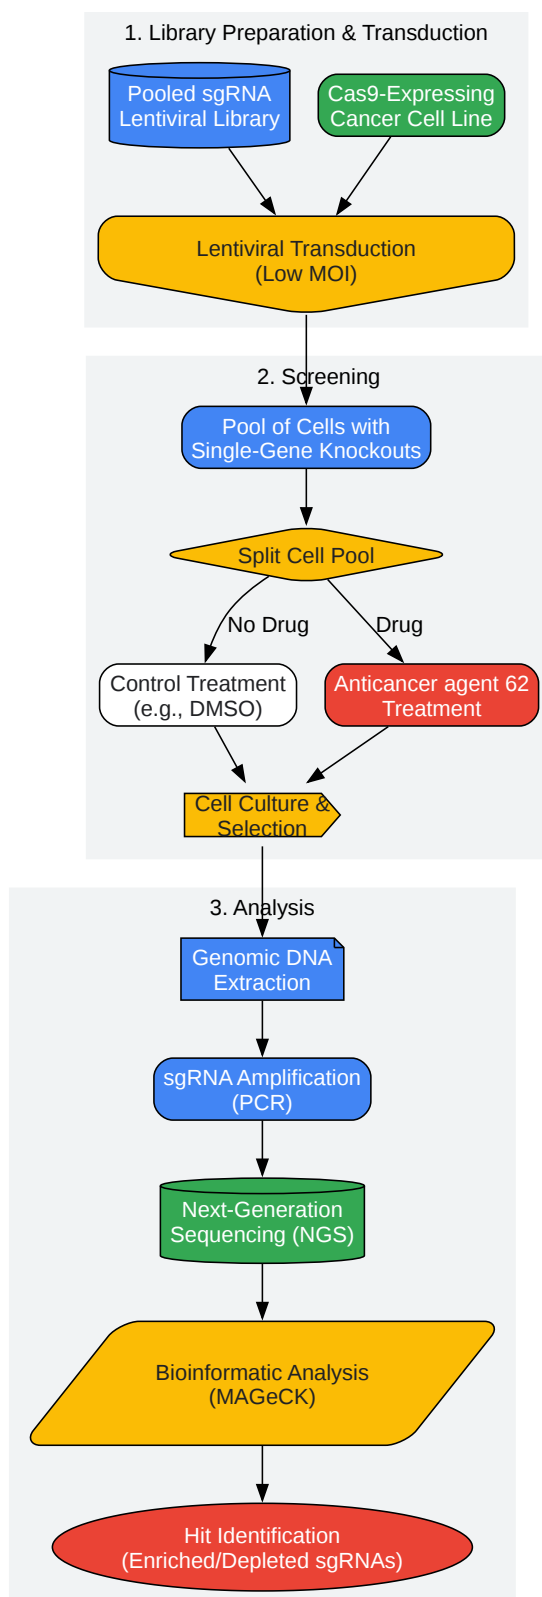 1. Library Preparation & Transduction
Pooled sgRNA
Lentiviral Library
Cas9-Expressing
Cancer Cell Line
Lentiviral Transduction
(Low MOI)
2. Screening
Pool of Cells with
Single-Gene Knockouts
Split Cell Pool
No Drug
Drug
Control Treatment
(e.g., DMSO)
Anticancer agent 62
Treatment
Cell Culture &
Selection
3. Analysis
Genomic DNA
Extraction
sgRNA Amplification
(PCR)
Next-Generation
Sequencing (NGS)
Bioinformatic Analysis
(MAGeCK)
Hit Identification
(Enriched/Depleted sgRNAs)